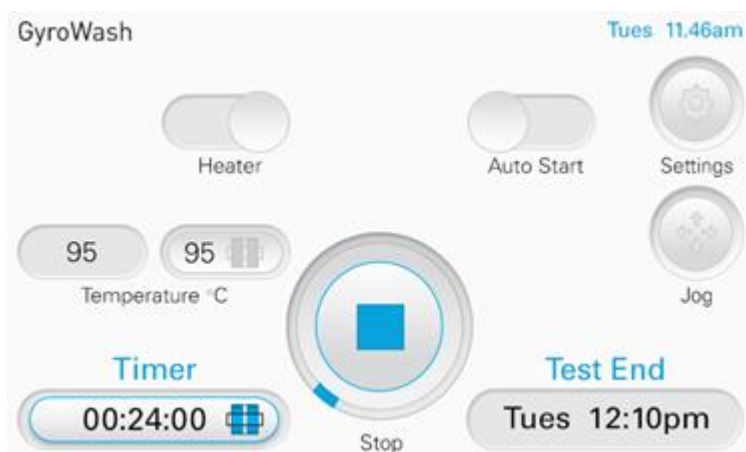 GyroWash
Tues 11.46am
Heater
Auto Start
Settings
95
95
Temperature °C
Jog
Timer
Test End
00:24:00
Tues 12:10pm
Stop